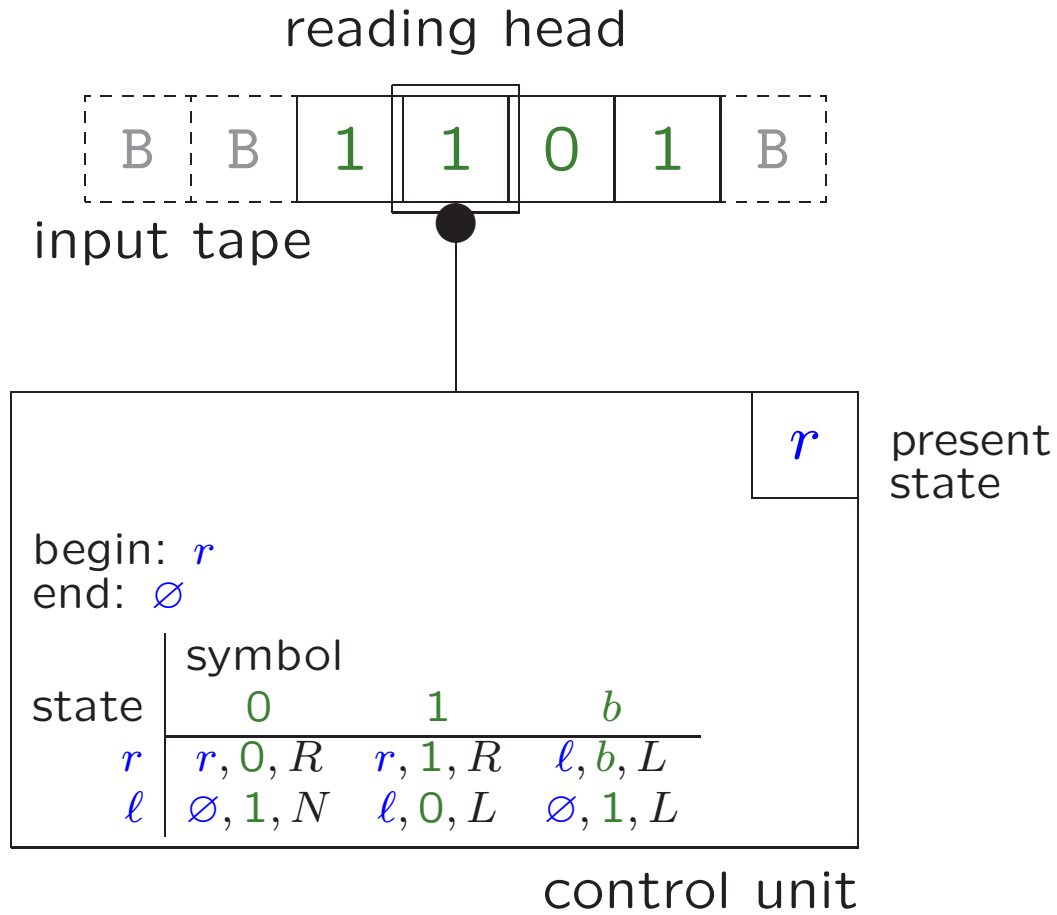 reading head
B B 1 1 0 1 B
input tape
r
present
state
begin: r
end: ∅
symbol
state 0 1 b
r r, 0, R r, 1, R ℓ, b, L
ℓ ∅, 1, N ℓ, 0, L ∅, 1, L
control unit